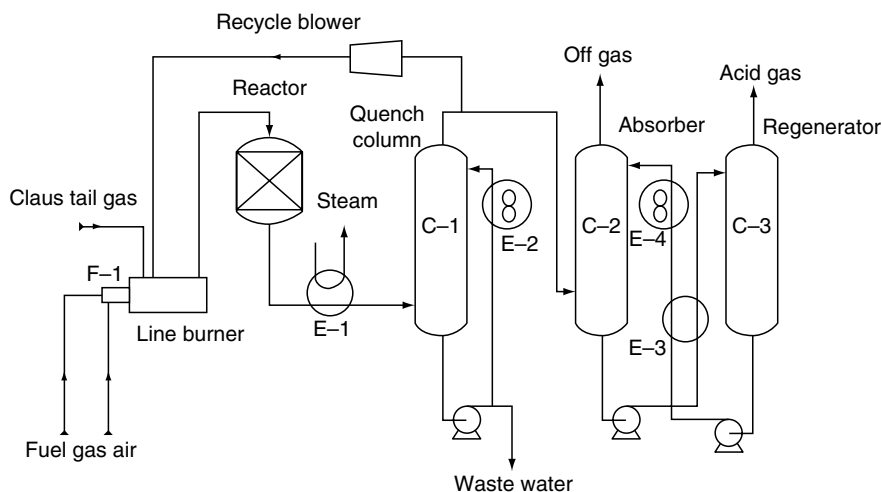 Recycle blower
Off gas
Acid gas
Reactor
Quench
column
Absorber
Regenerator
Claus tail gas
Steam
C–1
E–2
C–2
E–4
C–3
F–1
Line burner
E–1
E–3
Fuel gas air
Waste water